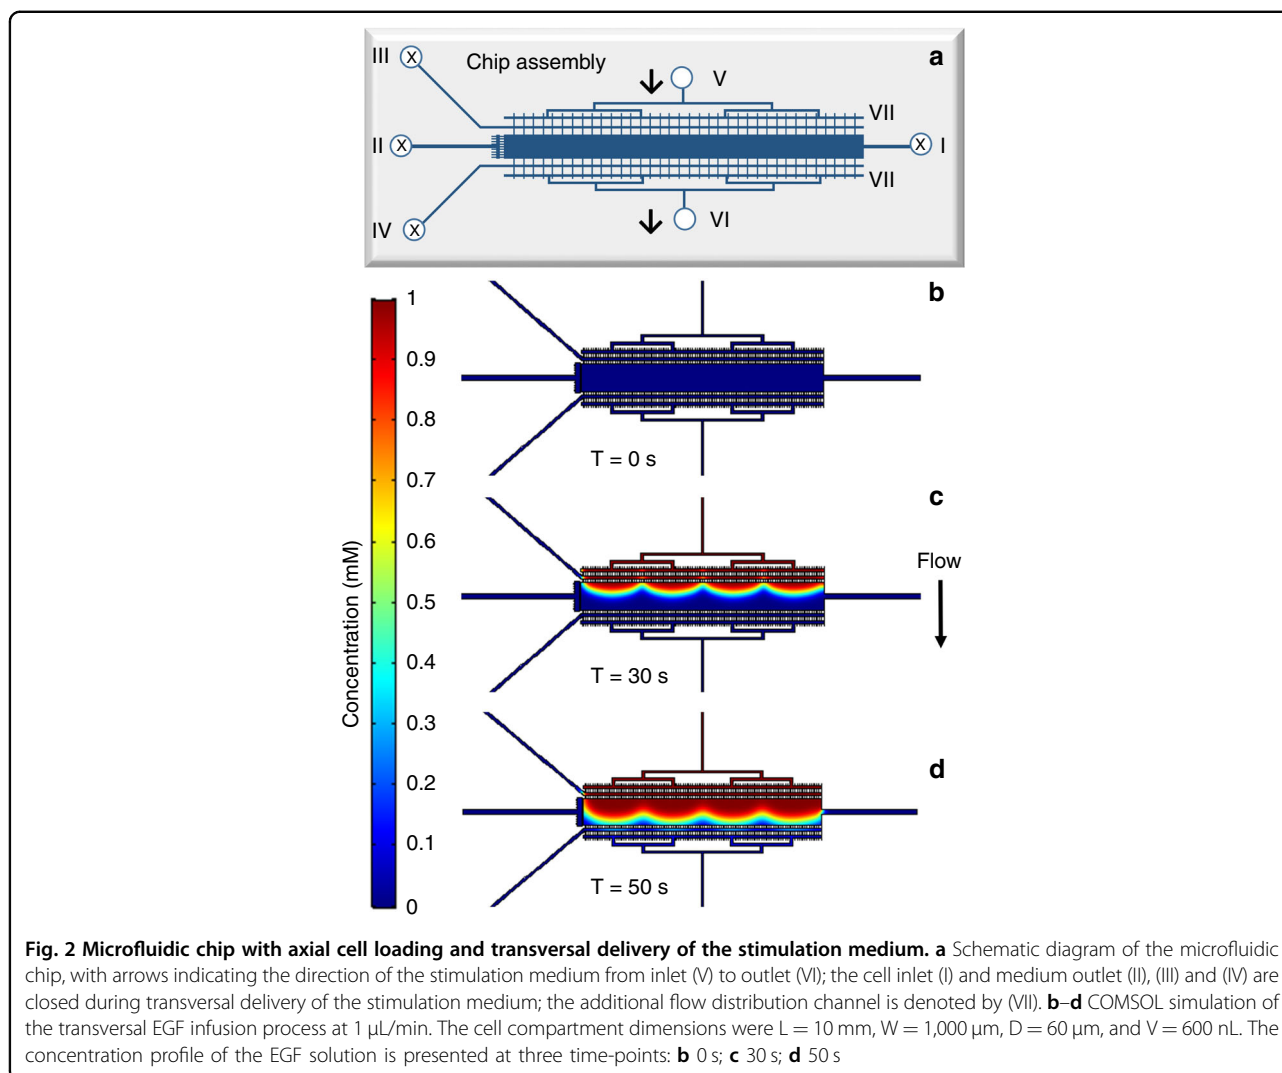 III X Chip assembly V a
VII
II X X I
VII
IV X VI
1 b
0.9
0.8
T = 0 s
0.7
c
0.6
Flow
0.5
0.4
T = 30 s
Concentration (mM)
0.3
d
0.2
0.1
T = 50 s
0
Fig. 2 Microfluidic chip with axial cell loading and transversal delivery of the stimulation medium. a Schematic diagram of the microfluidic
chip, with arrows indicating the direction of the stimulation medium from inlet (V) to outlet (VI); the cell inlet (I) and medium outlet (II), (III) and (IV) are
closed during transversal delivery of the stimulation medium; the additional flow distribution channel is denoted by (VII). b–d COMSOL simulation of
the transversal EGF infusion process at 1 μL/min. The cell compartment dimensions were L = 10 mm, W = 1,000 μm, D = 60 μm, and V = 600 nL. The
concentration profile of the EGF solution is presented at three time-points: b 0 s; c 30 s; d 50 s